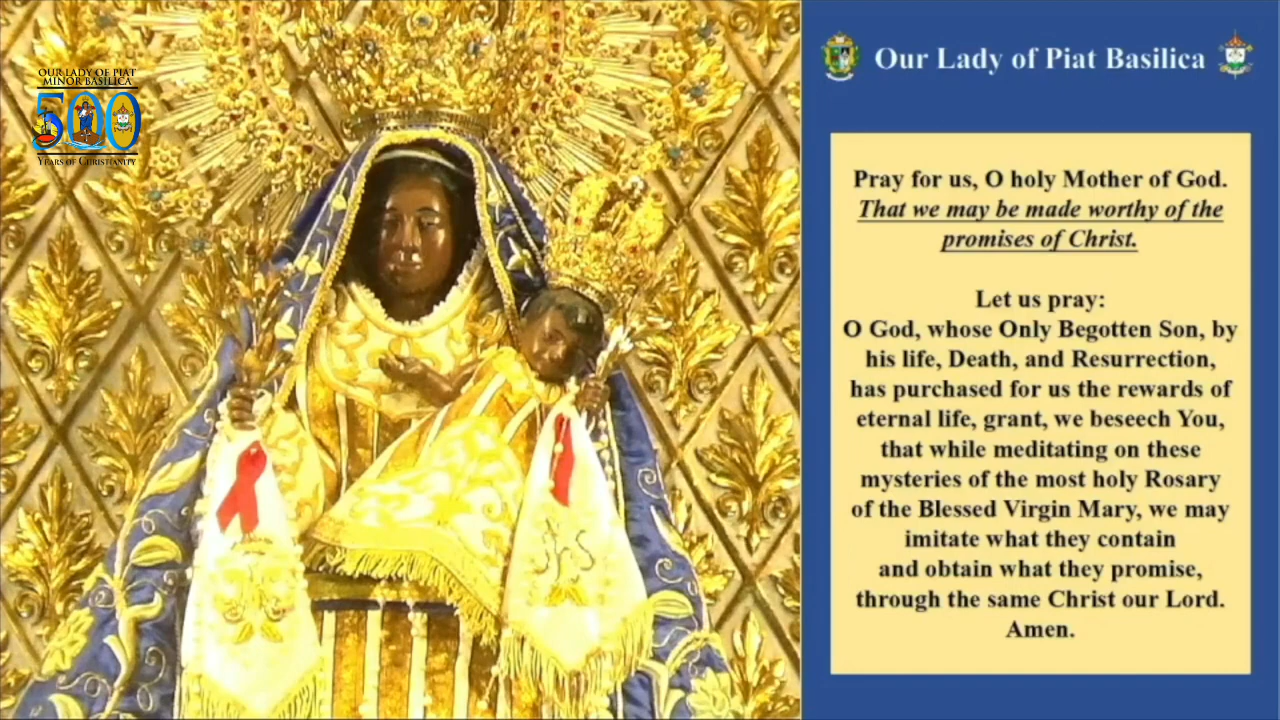 OUR LADY OF PIAT
MINOR BASILICA
500
YEARS OF CHRISTIANITY
Our Lady of Piat Basilica
Pray for us, O holy Mother of God.
That we may be made worthy of the
promises of Christ.
Let us pray:
O God, whose Only Begotten Son, by
his life, Death, and Resurrection,
has purchased for us the rewards of
eternal life, grant, we beseech You,
that while meditating on these
mysteries of the most holy Rosary
of the Blessed Virgin Mary, we may
imitate what they contain
and obtain what they promise,
through the same Christ our Lord.
Amen.